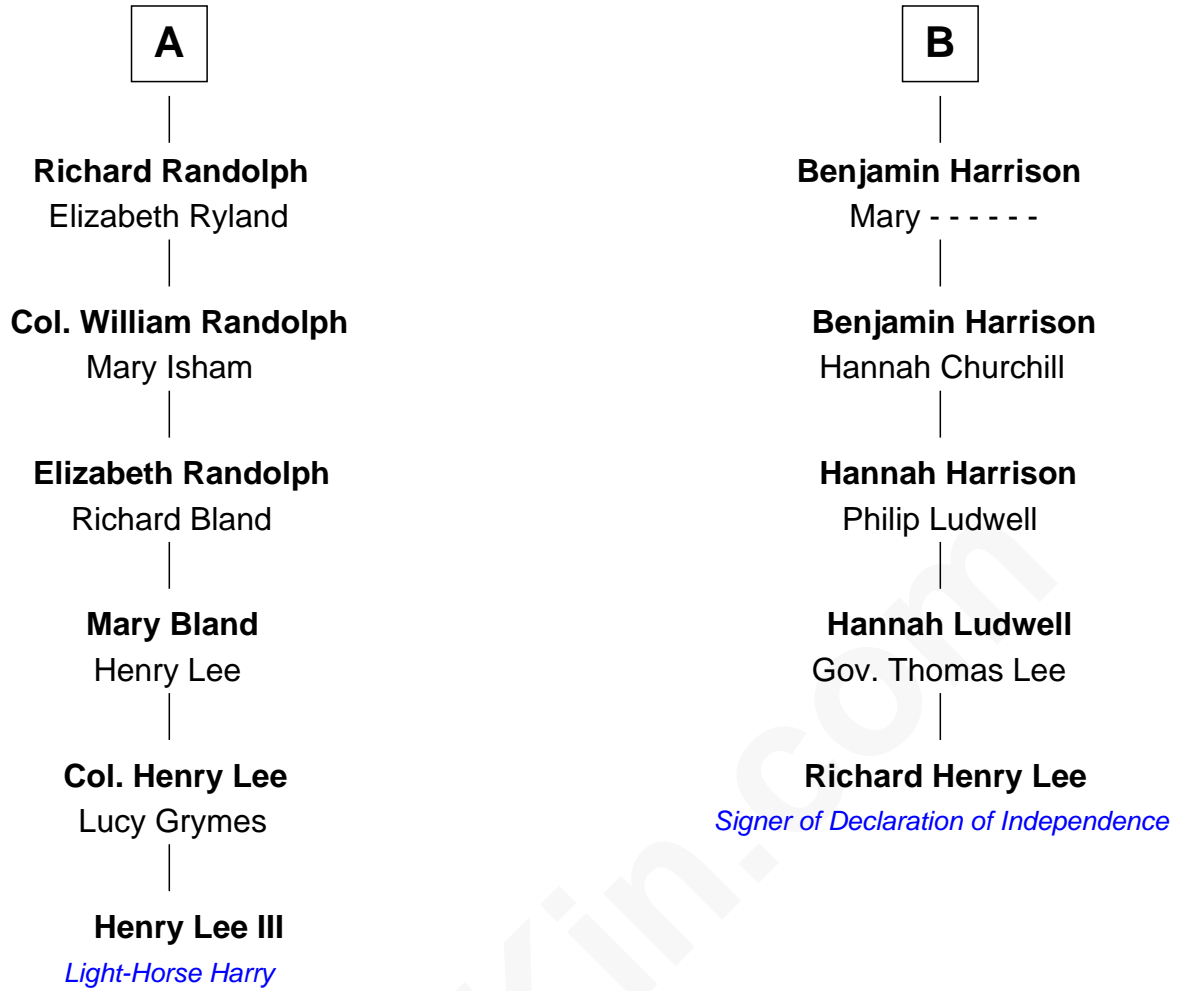 A
Richard Randolph
Elizabeth Ryland
Col. William Randolph
Mary Isham
Elizabeth Randolph
Richard Bland
Mary Bland
Henry Lee
Col. Henry Lee
Lucy Grymes
Henry Lee III
Light-Horse Harry
B
Benjamin Harrison
Mary - - - - - -
Benjamin Harrison
Hannah Churchill
Hannah Harrison
Philip Ludwell
Hannah Ludwell
Gov. Thomas Lee
Richard Henry Lee
Signer of Declaration of Independence